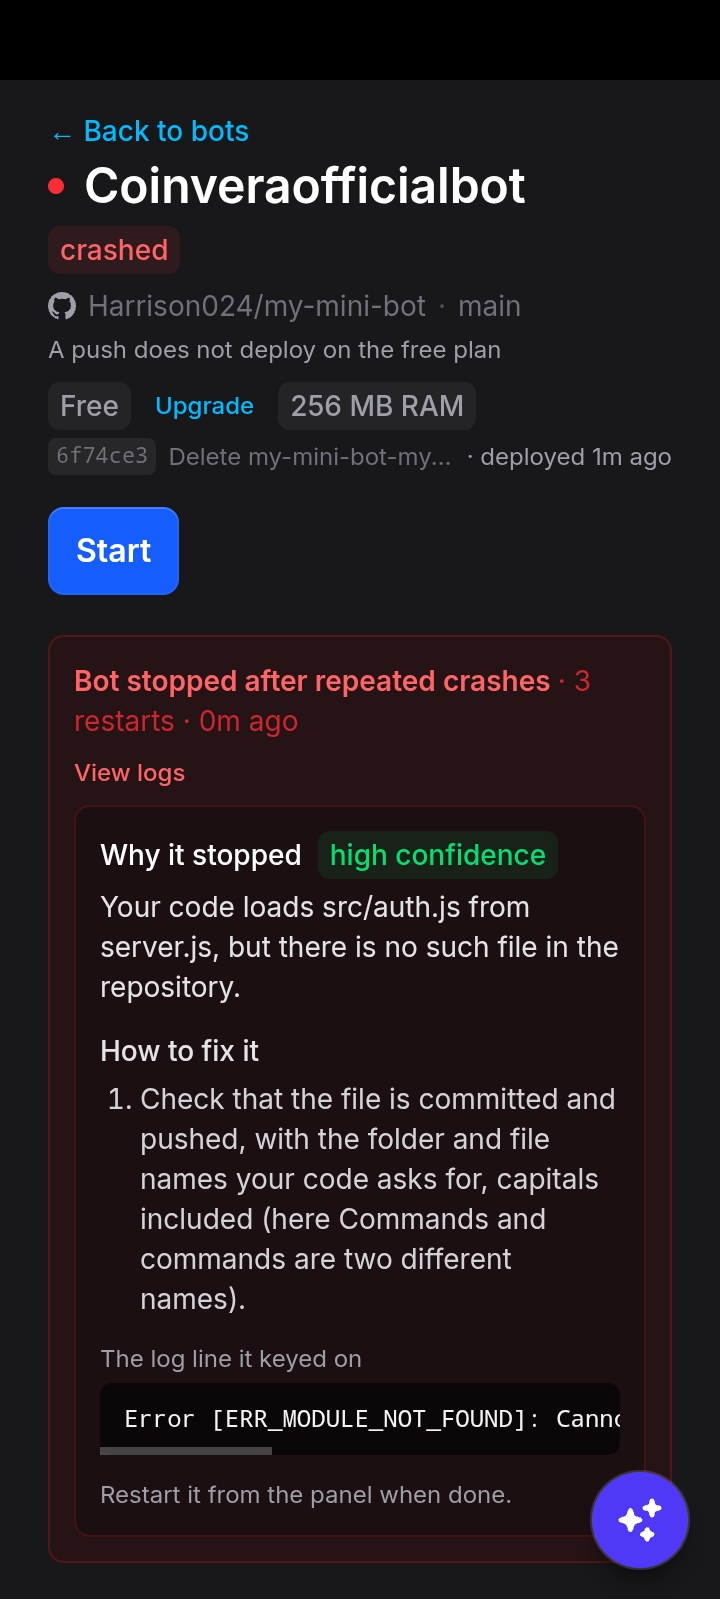 ← Back to bots
Coinveraofficialbot
crashed
Harrison024/my-mini-bot · main
A push does not deploy on the free plan
Free Upgrade 256 MB RAM
6f74ce3 Delete my-mini-bot-my... · deployed 1m ago
Start
Bot stopped after repeated crashes · 3
restarts · 0m ago
View logs
Why it stopped high confidence
Your code loads src/auth.js from
server.js, but there is no such file in the
repository.
How to fix it
1. Check that the file is committed and
pushed, with the folder and file
names your code asks for, capitals
included (here Commands and
commands are two different
names).
The log line it keyed on
Error [ERR_MODULE_NOT_FOUND]: Canno
Restart it from the panel when done.